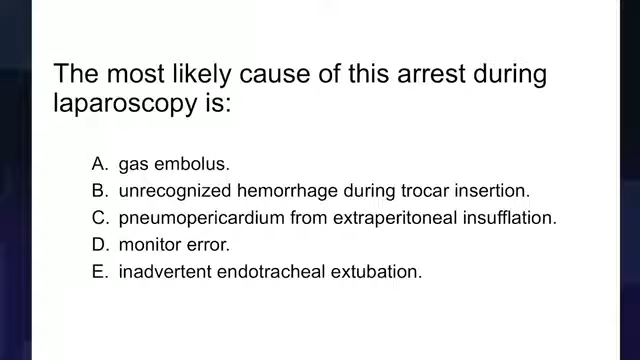 The most likely cause of this arrest during
laparoscopy is:
A. gas embolus.
B. unrecognized hemorrhage during trocar insertion.
C. pneumopericardium from extraperitoneal insufflation.
D. monitor error.
E. inadvertent endotracheal extubation.